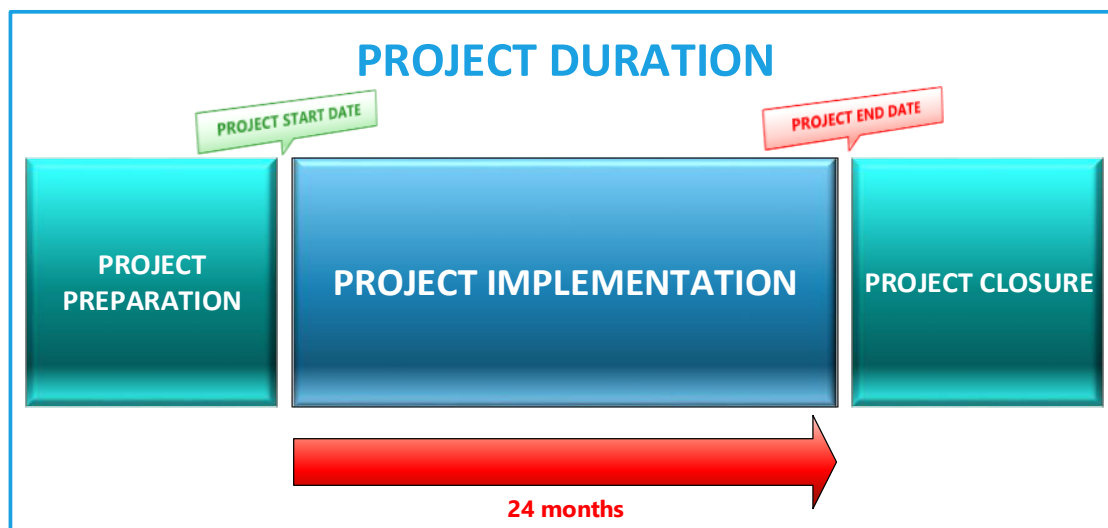 PROJECT DURATION
PROJECT START DATE
PROJECT END DATE
PROJECT
PREPARATION
PROJECT IMPLEMENTATION
PROJECT CLOSURE
24 months